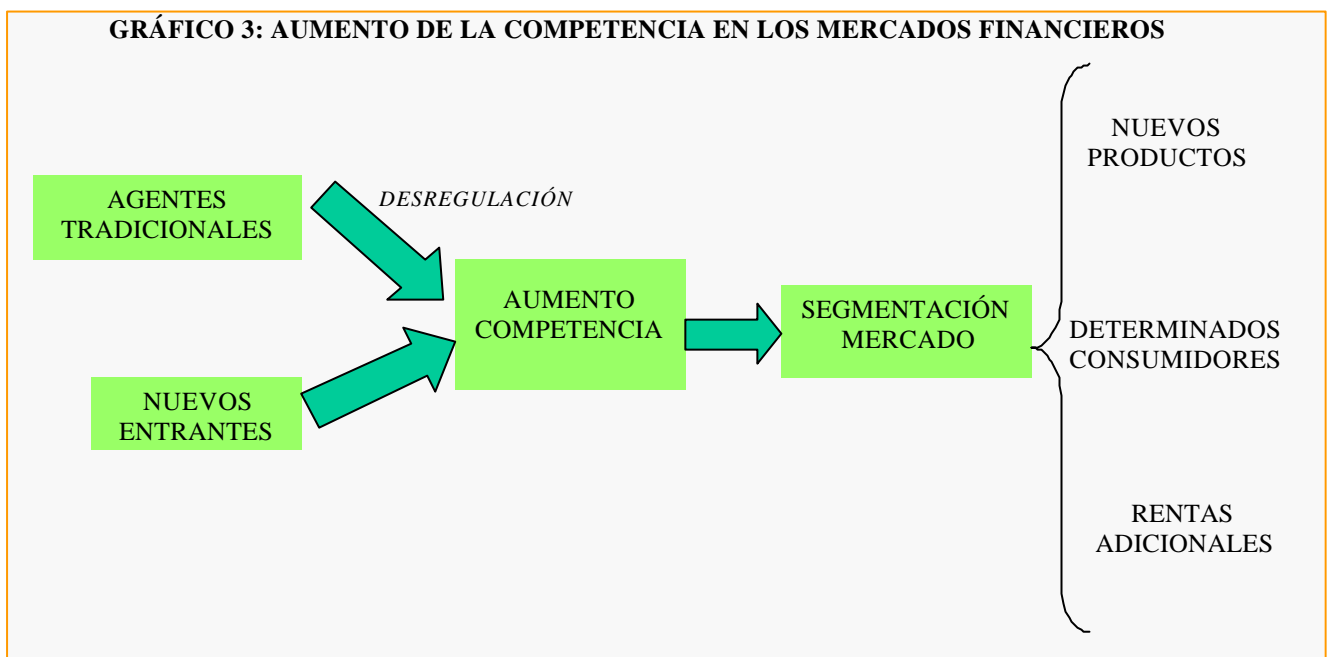 GRÁFICO 3: AUMENTO DE LA COMPETENCIA EN LOS MERCADOS FINANCIEROS
AGENTES
TRADICIONALES
DESREGULACIÓN
NUEVOS
ENTRANTES
AUMENTO
COMPETENCIA
SEGMENTACIÓN
MERCADO
NUEVOS
PRODUCTOS
DETERMINADOS
CONSUMIDORES
RENTAS
ADICIONALES